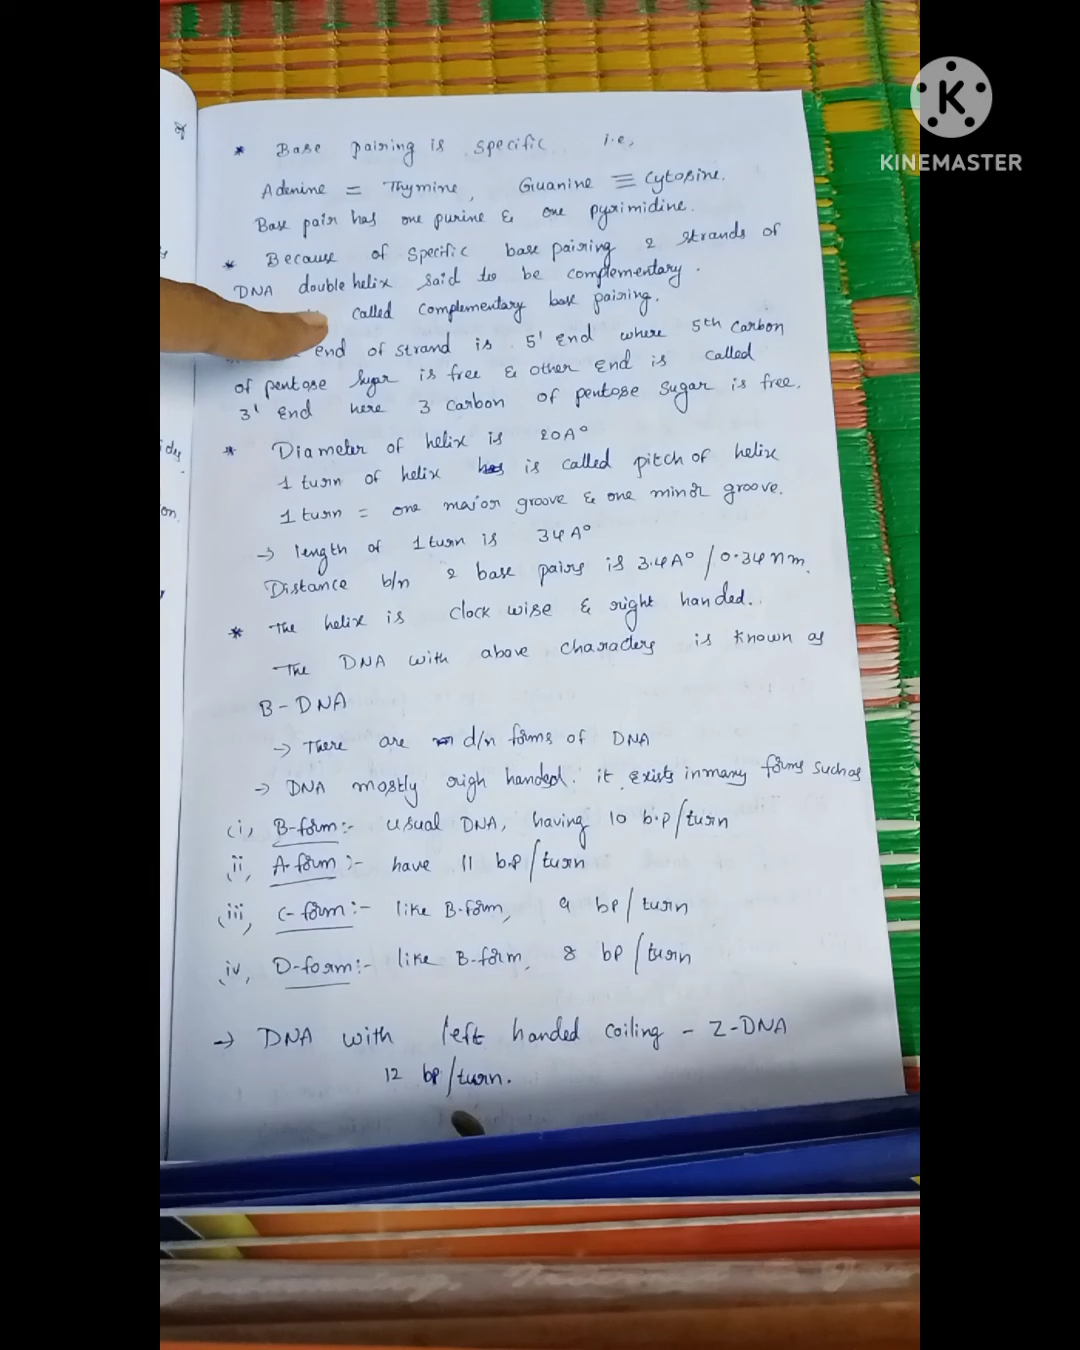 KINEMASTER
* Base pairing is specific i.e,
Adenine = Thymine, Guanine ≡ Cytosine.
Base pair has one purine & one pyrimidine.
* Because of specific base pairing 2 strands of
DNA double helix said to be complementary.
called complementary base pairing.
end of strand is 5' end where 5th carbon
of pentose sugar is free & other end is called
3' end here 3 carbon of pentose sugar is free.
* Diameter of helix is 20A°
1 turn of helix is called pitch of helix
1 turn = one major groove & one minor groove.
→ length of 1 turn is 34A°
Distance b/n 2 base pairs is 3.4A° / 0.34nm.
* The helix is clock wise & right handed.
The DNA with above characters is known as
B-DNA
→ There are d/n forms of DNA
→ DNA mostly righ handed. it exists in many forms such as
(i) B-form:- usual DNA, having 10 b.p/turn
ii, A-form:- have 11 b.p/turn
(iii, C-form:- like B-form, 9 bp/turn
iv, D-form:- like B-form, 8 bp/turn
→ DNA with left handed coiling - Z-DNA
12 bp/turn.